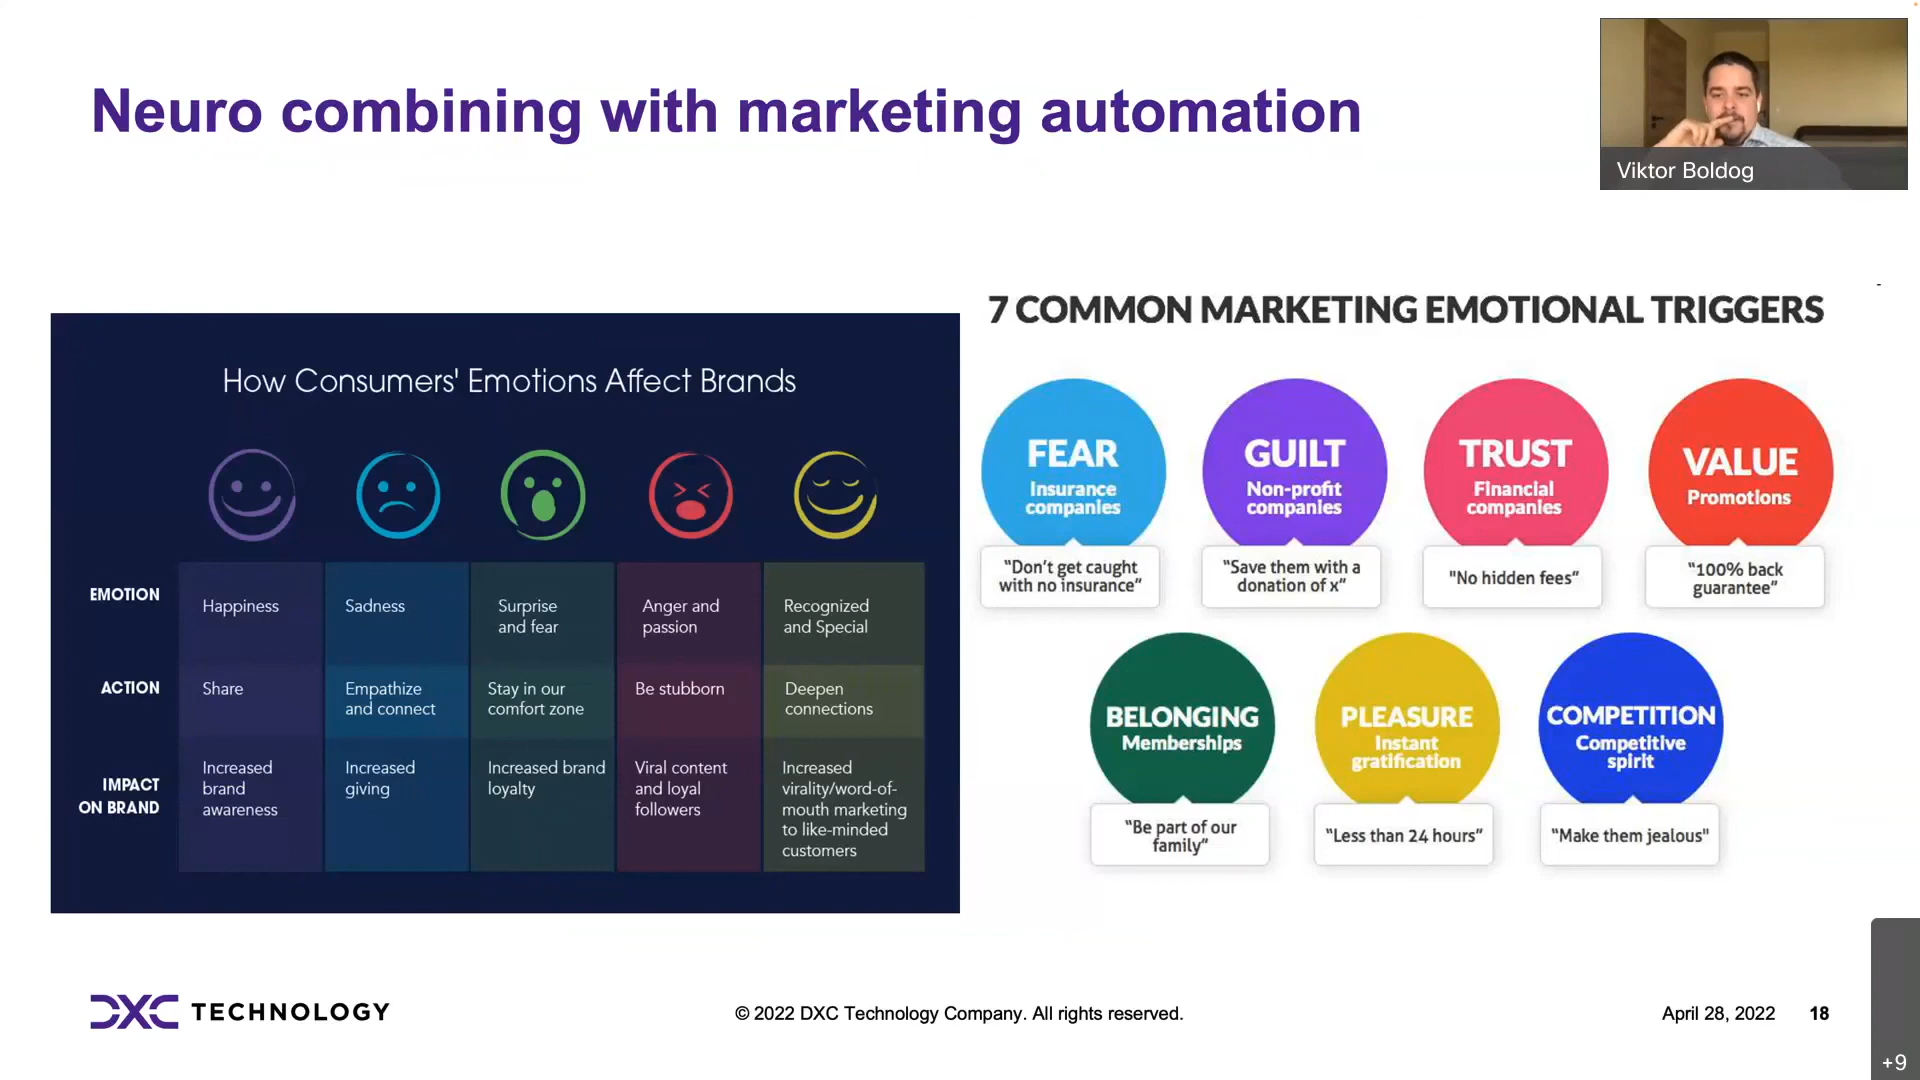 Neuro combining with marketing automation
Viktor Boldog
How Consumers' Emotions Affect Brands
EMOTION
Happiness
Sadness
Surprise
and fear
Anger and
passion
Recognized
and Special
ACTION
Share
Empathize
and connect
Stay in our
comfort zone
Be stubborn
Deepen
connections
IMPACT
ON BRAND
Increased
brand
awareness
Increased
giving
Increased brand
loyalty
Viral content
and loyal
followers
Increased
virality/word-of-
mouth marketing
to like-minded
customers
7 COMMON MARKETING EMOTIONAL TRIGGERS
FEAR
Insurance
companies
“Don’t get caught
with no insurance”
GUILT
Non-profit
companies
“Save them with a
donation of x”
TRUST
Financial
companies
"No hidden fees”
VALUE
Promotions
“100% back
guarantee”
BELONGING
Memberships
“Be part of our
family”
PLEASURE
Instant
gratification
“Less than 24 hours”
COMPETITION
Competitive
spirit
“Make them jealous"
DXC TECHNOLOGY
© 2022 DXC Technology Company. All rights reserved.
April 28, 2022 18
+9